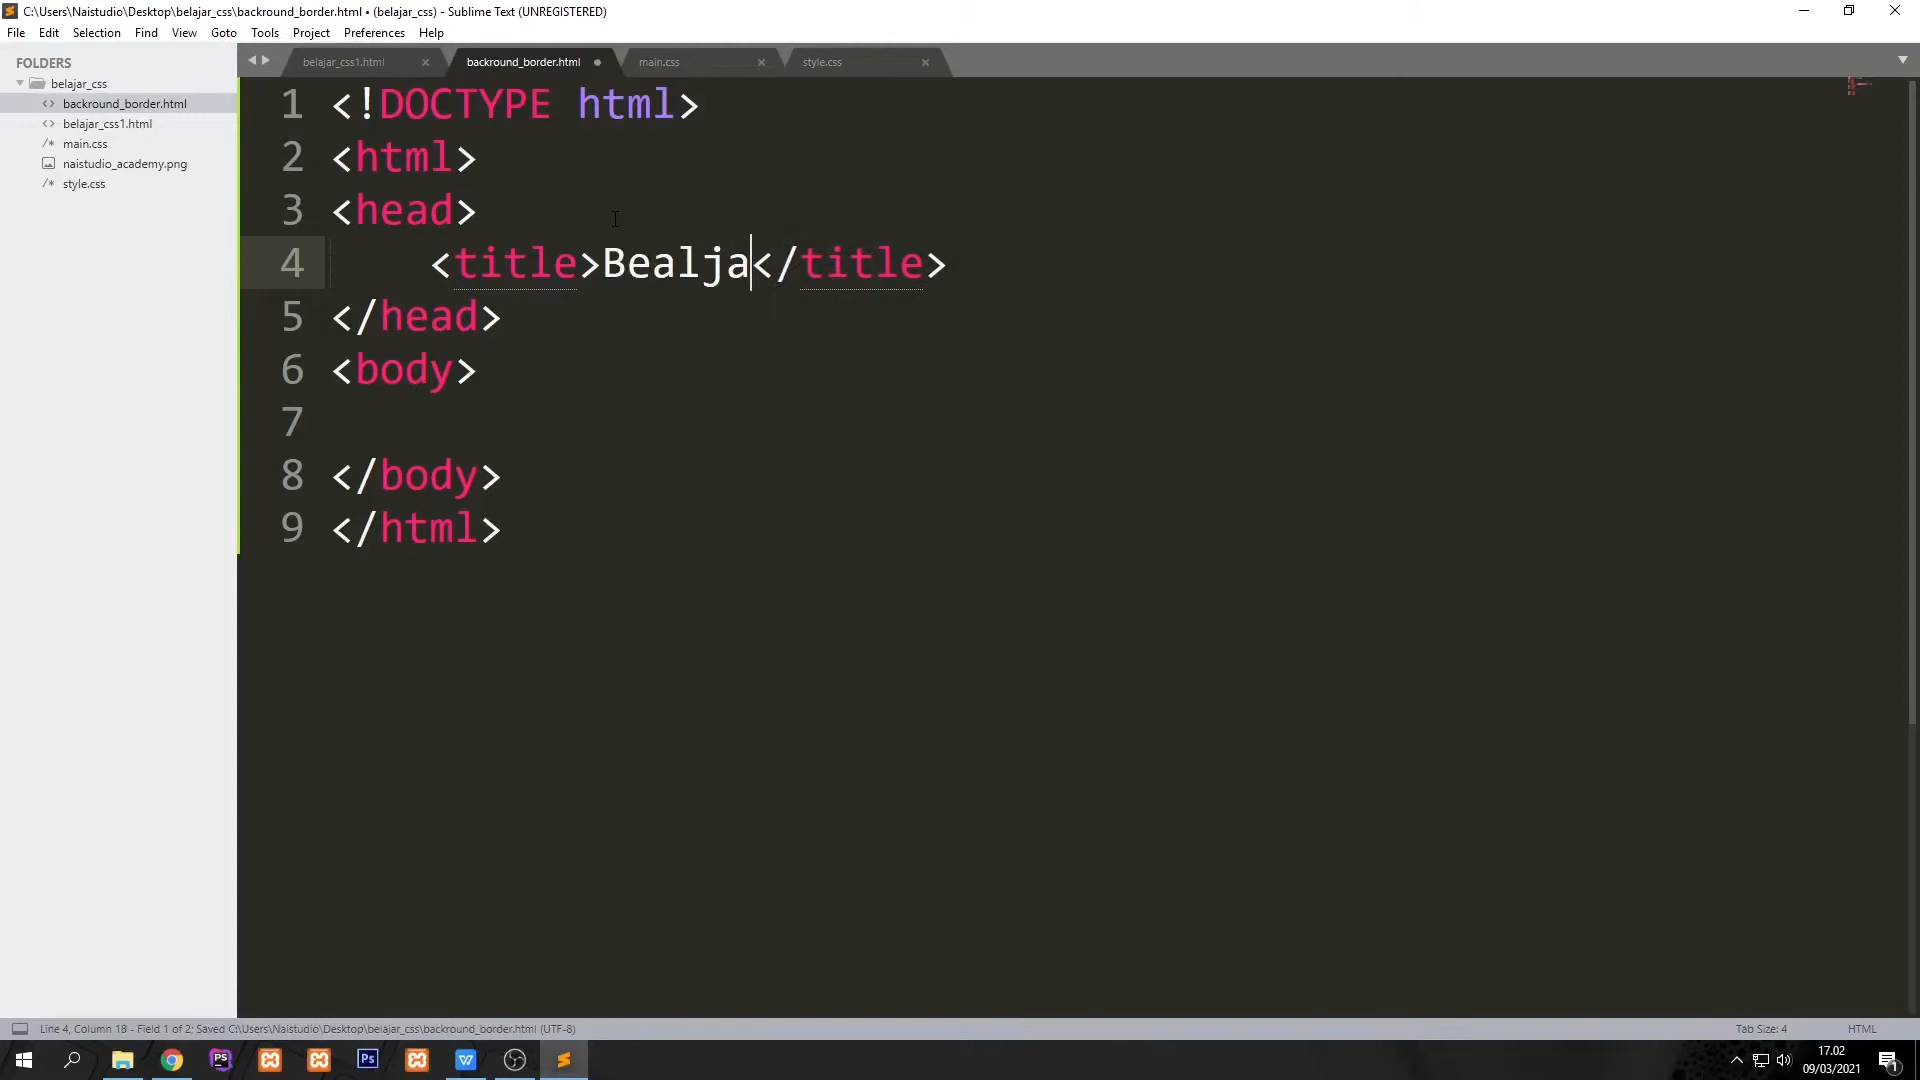 C:\Users\Naistudio\Desktop\belajar_css\backround_border.html • (belajar_css) - Sublime Text (UNREGISTERED)
File Edit Selection Find View Goto Tools Project Preferences Help
FOLDERS
belajar_css
backround_border.html
belajar_css1.html
main.css
naistudio_academy.png
style.css
belajar_css1.html backround_border.html main.css style.css
1 <!DOCTYPE html>
2 <html>
3 <head>
4 <title>Bealja</title>
5 </head>
6 <body>
7
8 </body>
9 </html>
Line 4, Column 18 - Field 1 of 2; Saved C:\Users\Naistudio\Desktop\belajar_css\backround_border.html (UTF-8) Tab Size: 4 HTML
PS Ps W 17.02
09/03/2021 1